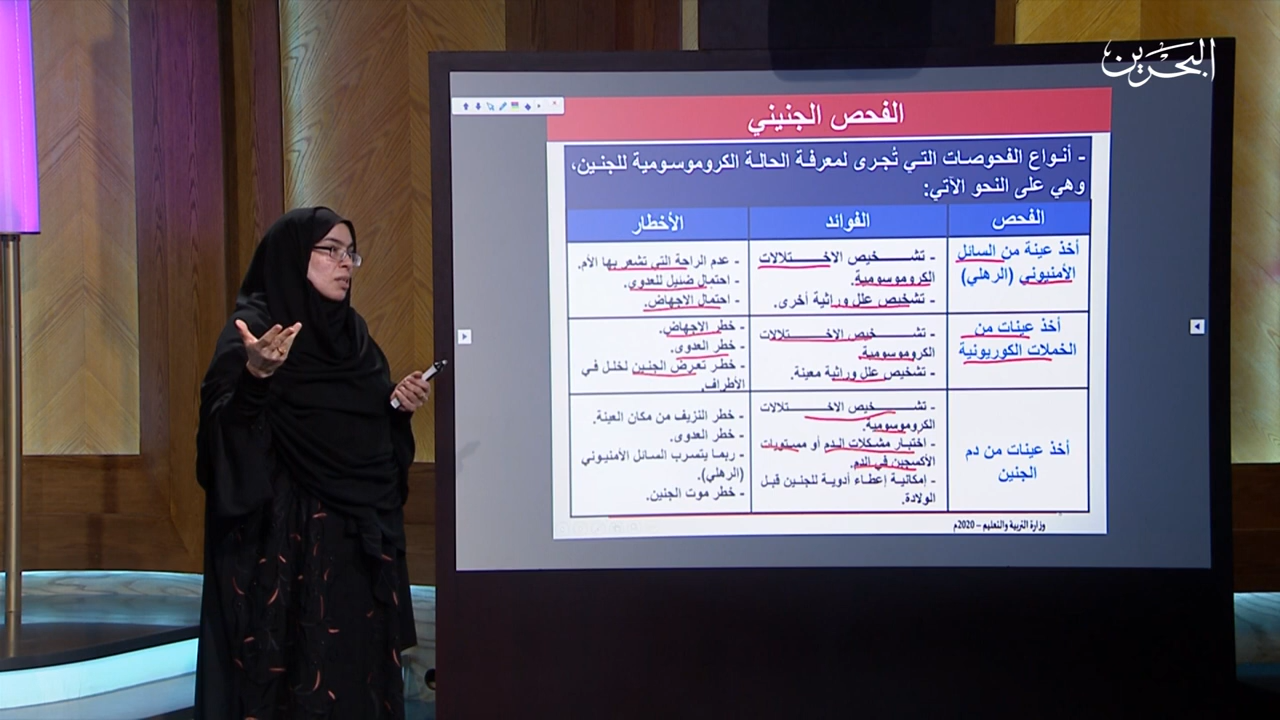 البحرين
الفحص الجنيني
- أنواع الفحوصات التي تُجرى لمعرفة الحالة الكروموسومية للجنين،
وهي على النحو الآتي:
الفحص
الفوائد
الأخطار
أخذ عينة من السائل
الأمنيوني (الرهلي)
- تشخيص الاختلالات
الكروموسومية.
- تشخيص علل وراثية أخرى.
- عدم الراحة التي تشعر بها الأم.
- احتمال ضئيل للعدوي.
- احتمال الاجهاض.
أخذ عينات من
الخملات الكوريونية
- تشخيص الاختلالات
الكروموسومية.
- تشخيص علل وراثية معينة.
- خطر الاجهاض.
- خطر العدوى.
- خطر تعرض الجنين لخلل في
الأطراف.
أخذ عينات من دم
الجنين
- تشخيص الاختلالات
الكروموسومية.
- اختبار مشكلات الدم أو مستويات
الأكسجين في الدم.
- إمكانية إعطاء أدوية للجنين قبل
الولادة.
- خطر النزيف من مكان العينة.
- خطر العدوى.
- ربما يتسرب السائل الأمنيوني
(الرهلي).
- خطر موت الجنين.
وزارة التربية والتعليم – 2020م